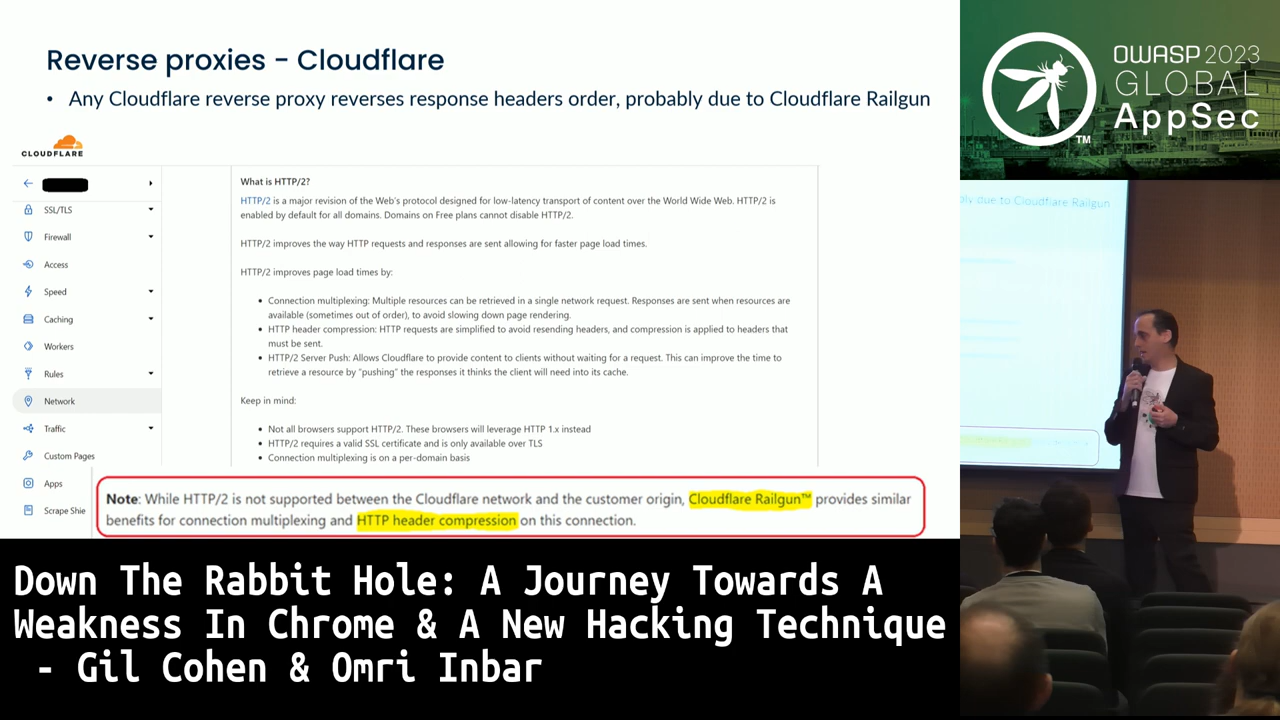 Reverse proxies - Cloudflare
• Any Cloudflare reverse proxy reverses response headers order, probably due to Cloudflare Railgun
CLOUDFLARE
SSL/TLS
Firewall
Access
Speed
Caching
Workers
Rules
Network
Traffic
Custom Pages
Apps
Scrape Shie
What is HTTP/2?
HTTP/2 is a major revision of the Web's protocol designed for low-latency transport of content over the World Wide Web. HTTP/2 is
enabled by default for all domains. Domains on Free plans cannot disable HTTP/2.
HTTP/2 improves the way HTTP requests and responses are sent allowing for faster page load times.
HTTP/2 improves page load times by:
• Connection multiplexing: Multiple resources can be retrieved in a single network request. Responses are sent when resources are
available (sometimes out of order), to avoid slowing down page rendering.
• HTTP header compression: HTTP requests are simplified to avoid resending headers, and compression is applied to headers that
must be sent.
• HTTP/2 Server Push: Allows Cloudflare to provide content to clients without waiting for a request. This can improve the time to
retrieve a resource by "pushing" the responses it thinks the client will need into its cache.
Keep in mind:
• Not all browsers support HTTP/2. These browsers will leverage HTTP 1.x instead
• HTTP/2 requires a valid SSL certificate and is only available over TLS
• Connection multiplexing is on a per-domain basis
Note: While HTTP/2 is not supported between the Cloudflare network and the customer origin, Cloudflare Railgun™ provides similar
benefits for connection multiplexing and HTTP header compression on this connection.
OWASP 2023
GLOBAL
AppSec
TM
bly due to Cloudflare Railgun
Down The Rabbit Hole: A Journey Towards A
Weakness In Chrome & A New Hacking Technique
- Gil Cohen & Omri Inbar